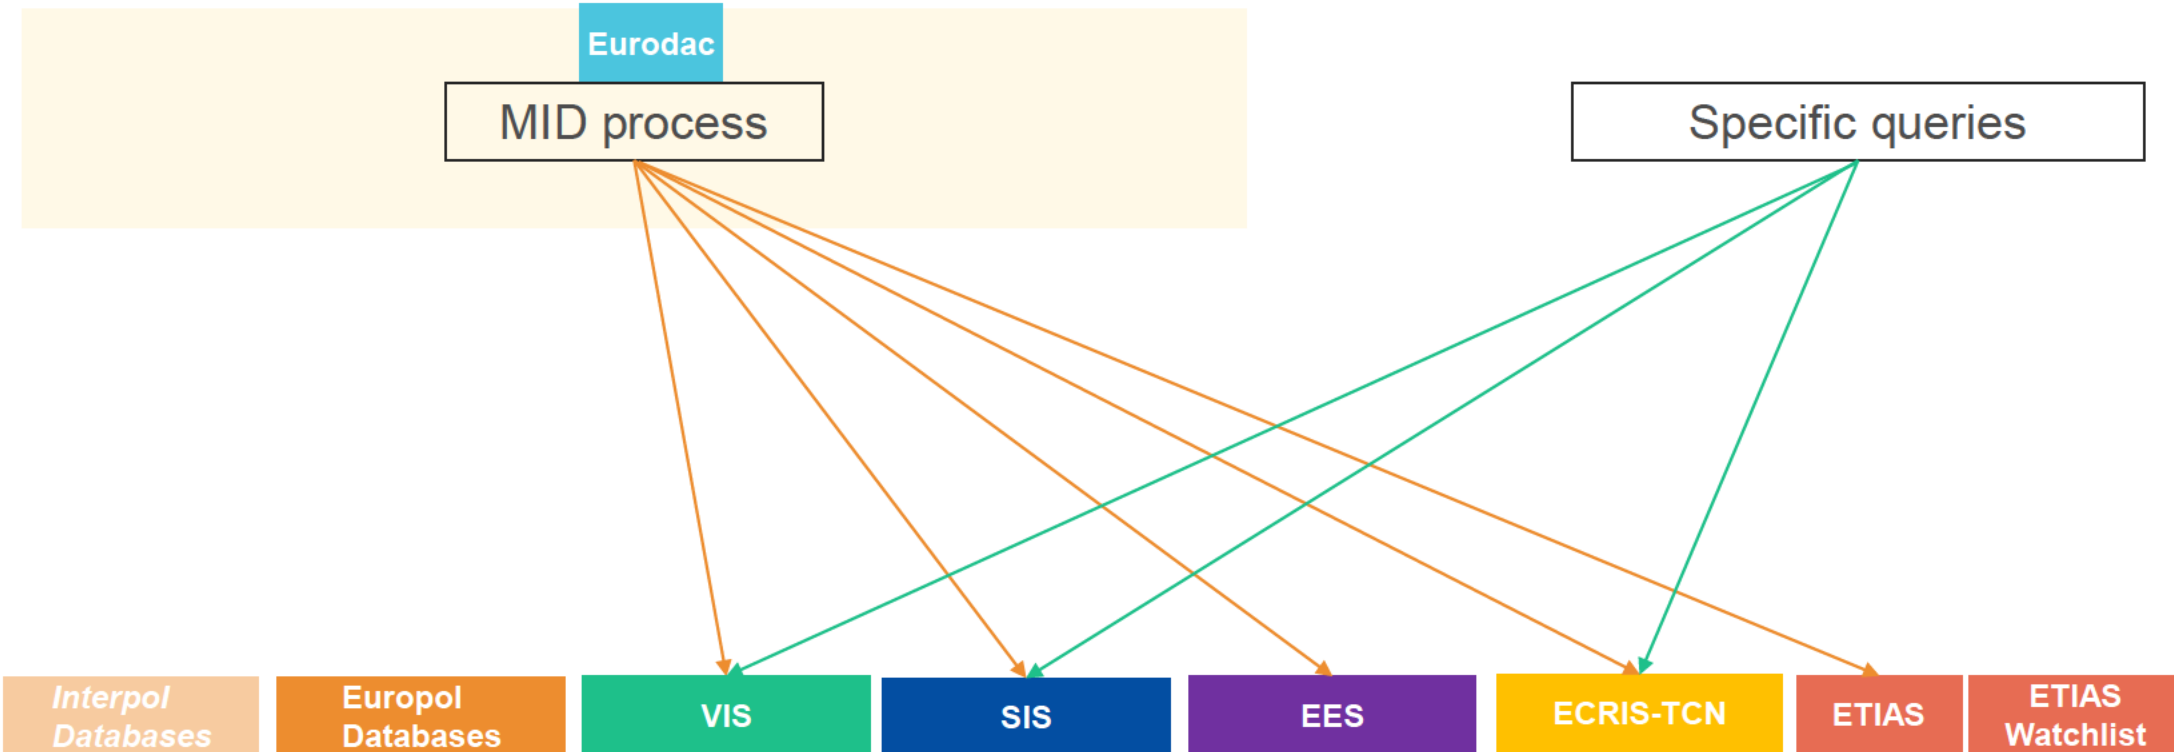 Eurodac
MID process
Specific queries
Interpol
Databases
Europol
Databases
VIS
SIS
EES
ECRIS-TCN
ETIAS
ETIAS
Watchlist